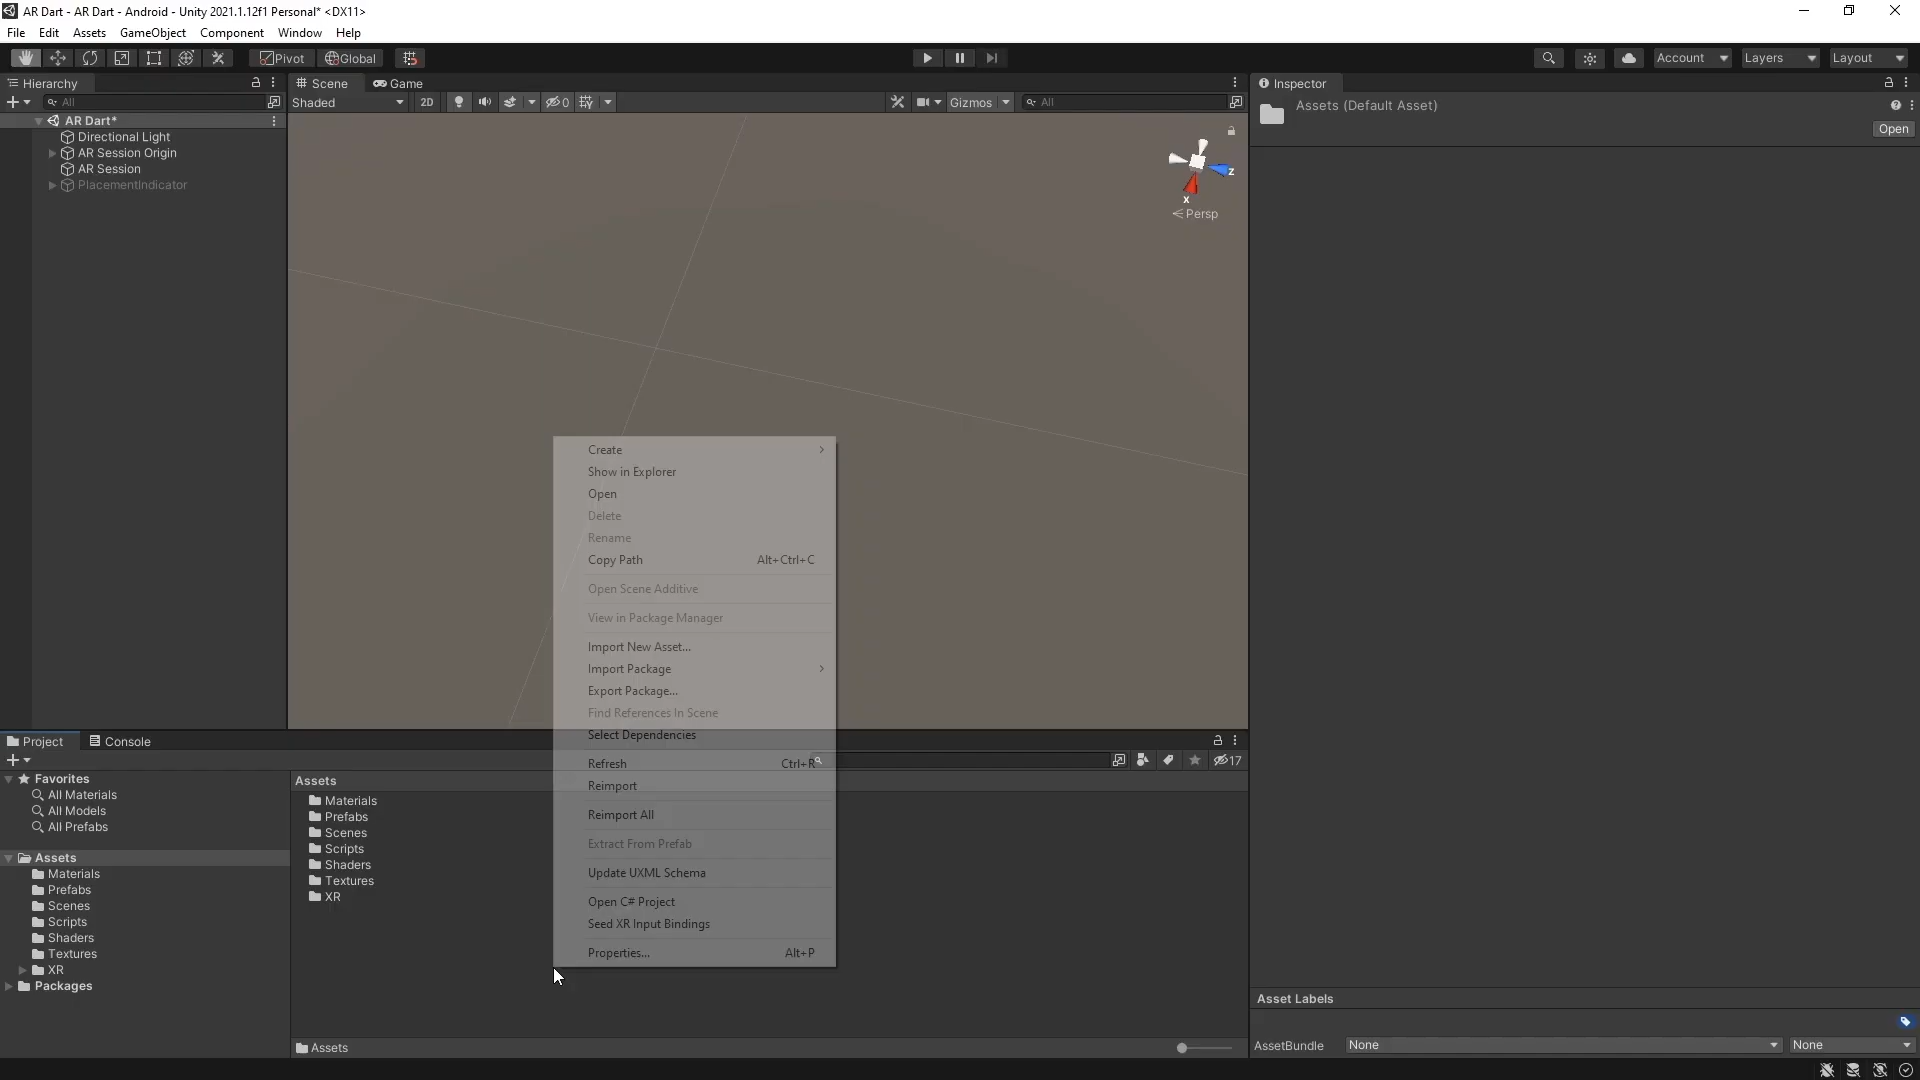 AR Dart - AR Dart - Android - Unity 2021.1.12f1 Personal* <DX11>
File Edit Assets GameObject Component Window Help
Pivot Global Account Layers Layout
Hierarchy
All
AR Dart*
Directional Light
AR Session Origin
AR Session
PlacementIndicator
Scene Game
Shaded 2D 0 Gizmos All
z
x
< Persp
Inspector
Assets (Default Asset)
Open
Create >
Show in Explorer
Open
Delete
Rename
Copy Path Alt+Ctrl+C
Open Scene Additive
View in Package Manager
Import New Asset...
Import Package >
Export Package...
Find References In Scene
Select Dependencies
Refresh Ctrl+R
Reimport
Reimport All
Extract From Prefab
Update UXML Schema
Open C# Project
Seed XR Input Bindings
Properties... Alt+P
Project Console
17
Favorites
All Materials
All Models
All Prefabs
Assets
Materials
Prefabs
Scenes
Scripts
Shaders
Textures
XR
Packages
Assets
Materials
Prefabs
Scenes
Scripts
Shaders
Textures
XR
Assets
Asset Labels
AssetBundle None None